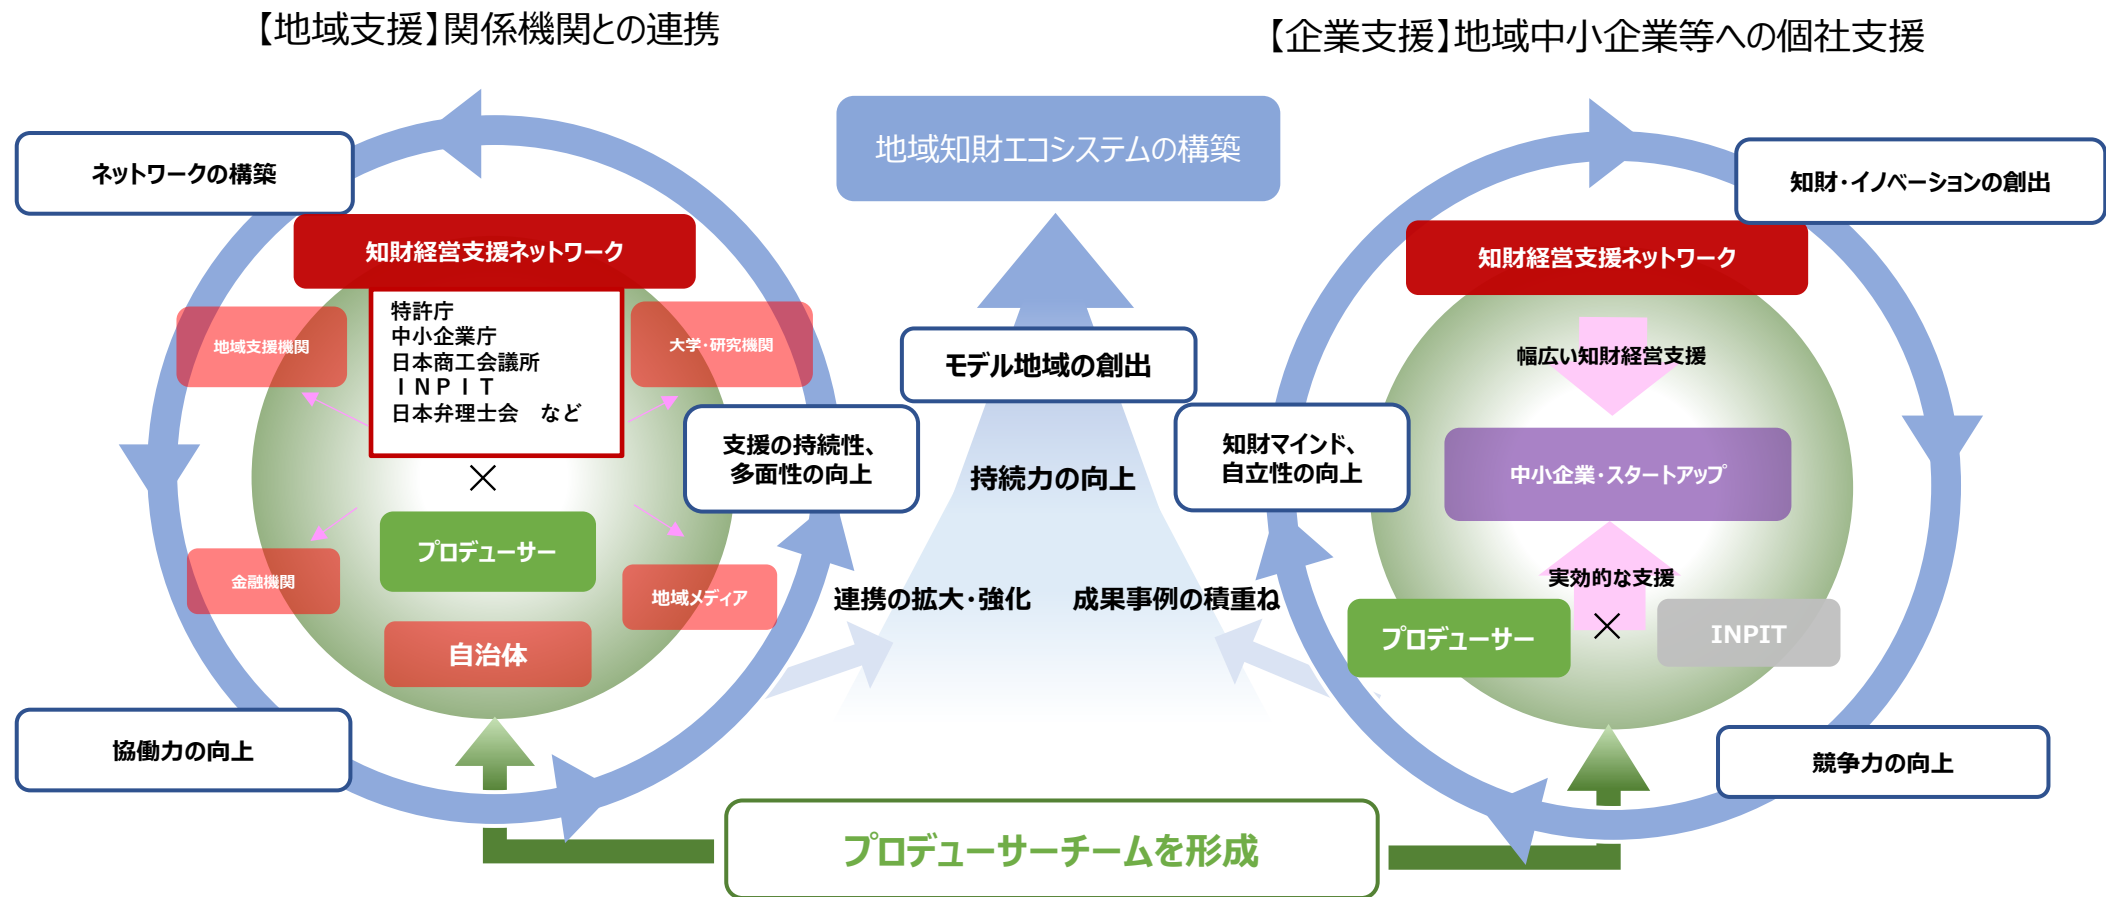 【地域支援】関係機関との連携
【企業支援】地域中小企業等への個社支援
地域知財エコシステムの構築
ネットワークの構築
知財経営支援ネットワーク
特許庁
中小企業庁
日本商工会議所
ＩＮＰＩＴ
日本弁理士会　など
地域支援機関
大学・研究機関
×
プロデューサー
金融機関
地域メディア
自治体
支援の持続性、
多面性の向上
協働力の向上
モデル地域の創出
持続力の向上
連携の拡大・強化
成果事例の積重ね
知財・イノベーションの創出
知財経営支援ネットワーク
幅広い知財経営支援
知財マインド、
自立性の向上
中小企業・スタートアップ
実効的な支援
プロデューサー
×
INPIT
競争力の向上
プロデューサーチームを形成